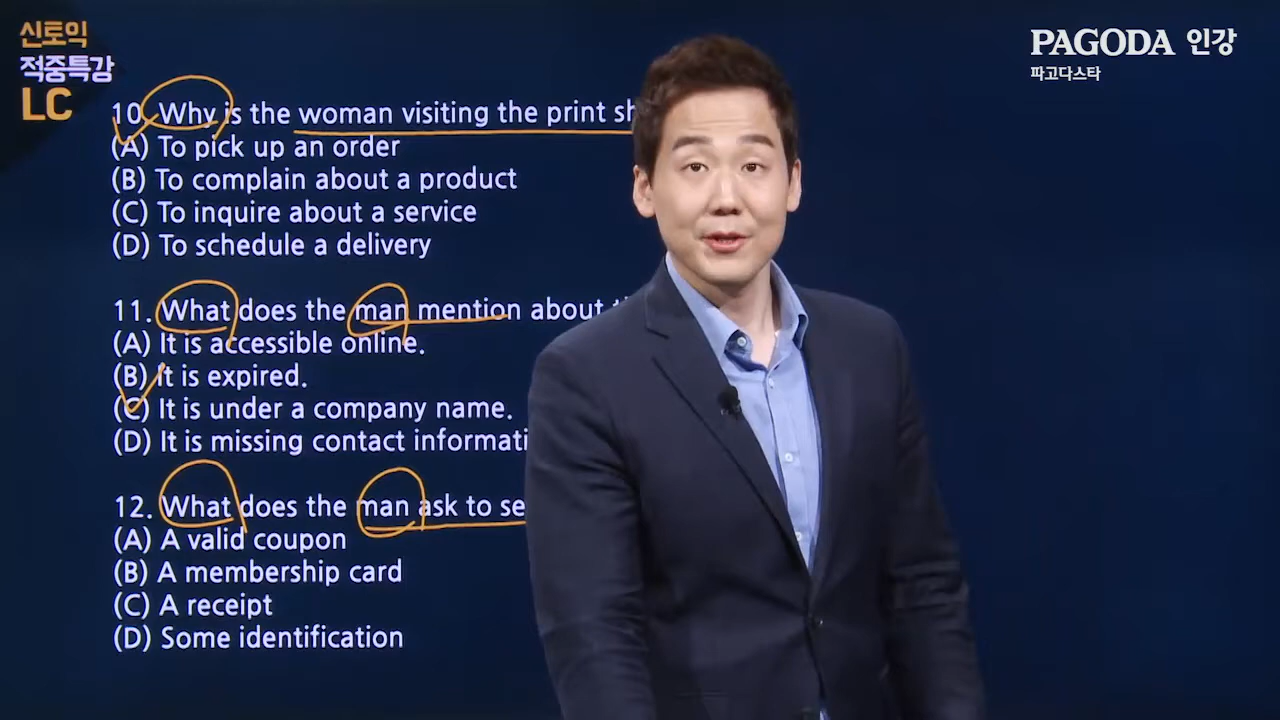 신토익
적중특강
LC
PAGODA 인강
파고다스타
10. Why is the woman visiting the print
(A) To pick up an order
(B) To complain about a product
(C) To inquire about a service
(D) To schedule a delivery
11. What does the man mention about
(A) It is accessible online.
(B) It is expired.
(C) It is under a company name.
(D) It is missing contact
12. What does the man ask to
(A) A valid coupon
(B) A membership card
(C) A receipt
(D) Some identification